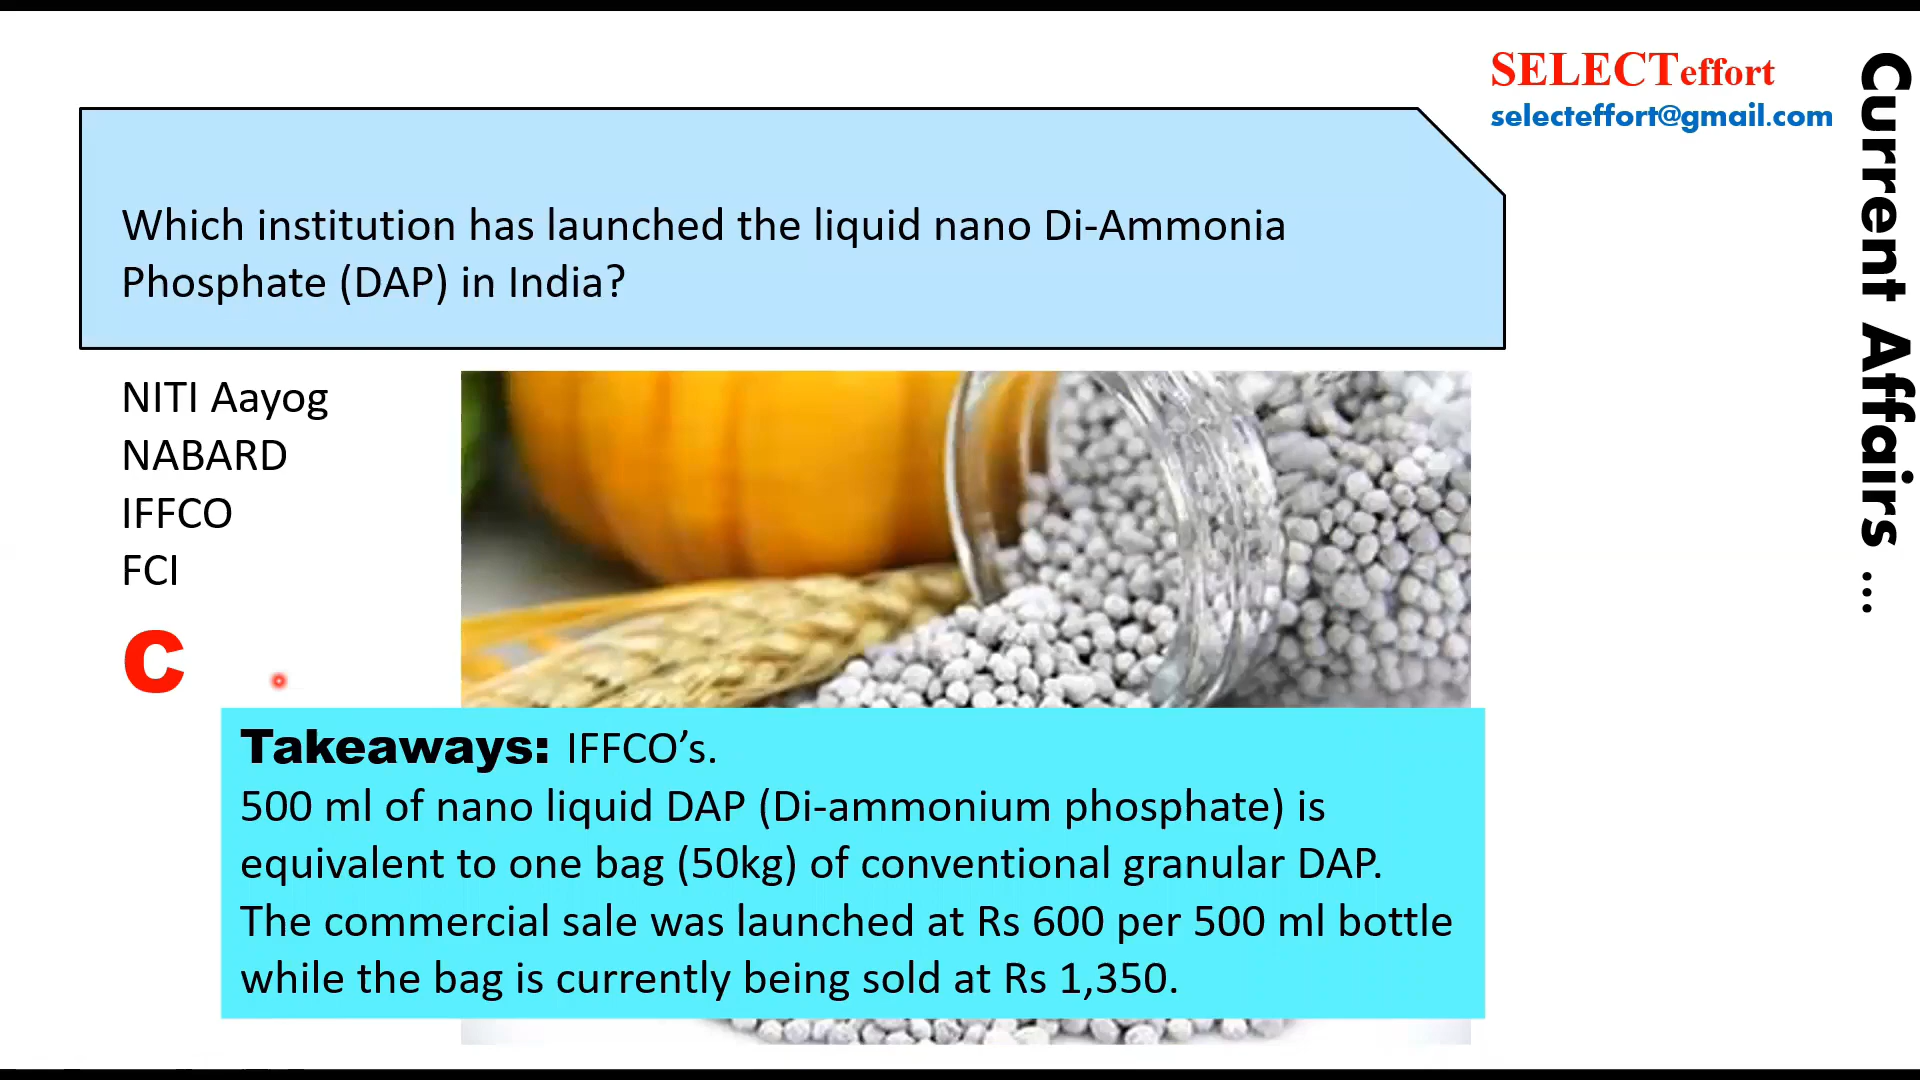 SELECTeffort
selecteffort@gmail.com
Current Affairs ...
Which institution has launched the liquid nano Di-Ammonia
Phosphate (DAP) in India?
NITI Aayog
NABARD
IFFCO
FCI
C
Takeaways: IFFCO’s.
500 ml of nano liquid DAP (Di-ammonium phosphate) is
equivalent to one bag (50kg) of conventional granular DAP.
The commercial sale was launched at Rs 600 per 500 ml bottle
while the bag is currently being sold at Rs 1,350.